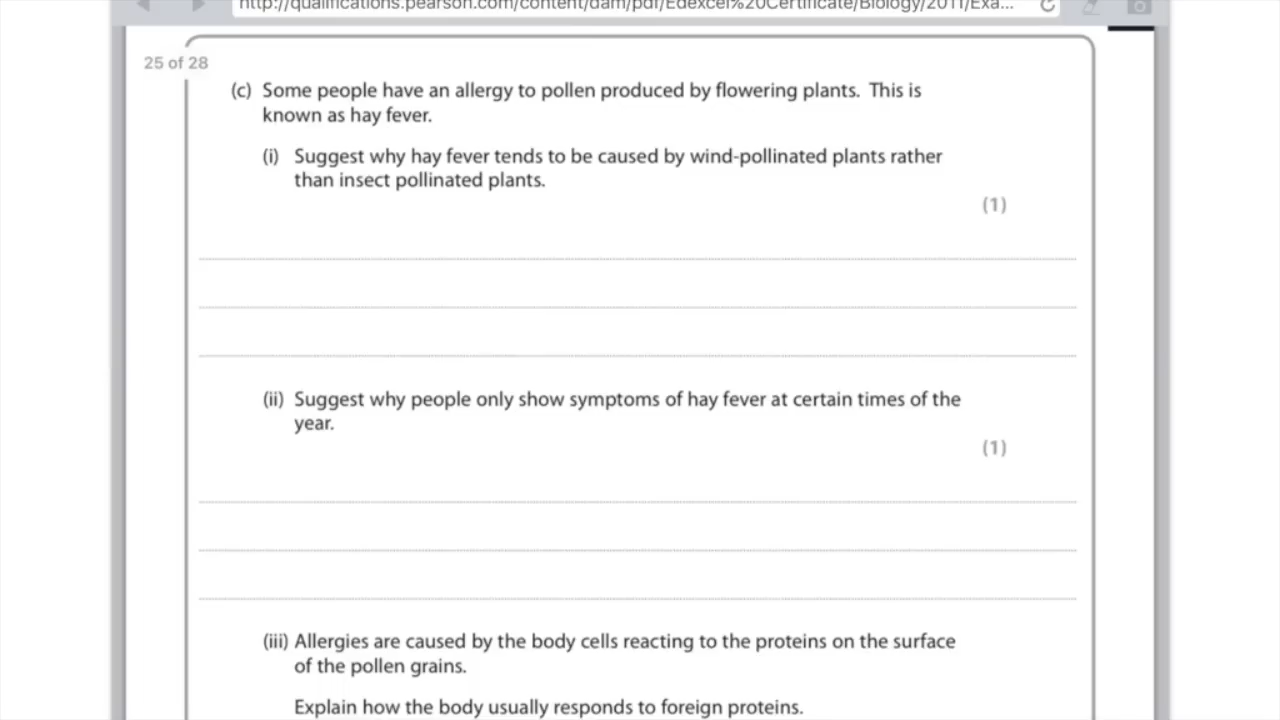 http://qualifications.pearson.com/content/dam/pdf/Edexcel%20Certificate/Biology/2011/Exa...
25 of 28
(c) Some people have an allergy to pollen produced by flowering plants. This is
known as hay fever.
(i) Suggest why hay fever tends to be caused by wind-pollinated plants rather
than insect pollinated plants.
(1)
(ii) Suggest why people only show symptoms of hay fever at certain times of the
year.
(1)
(iii) Allergies are caused by the body cells reacting to the proteins on the surface
of the pollen grains.
Explain how the body usually responds to foreign proteins.